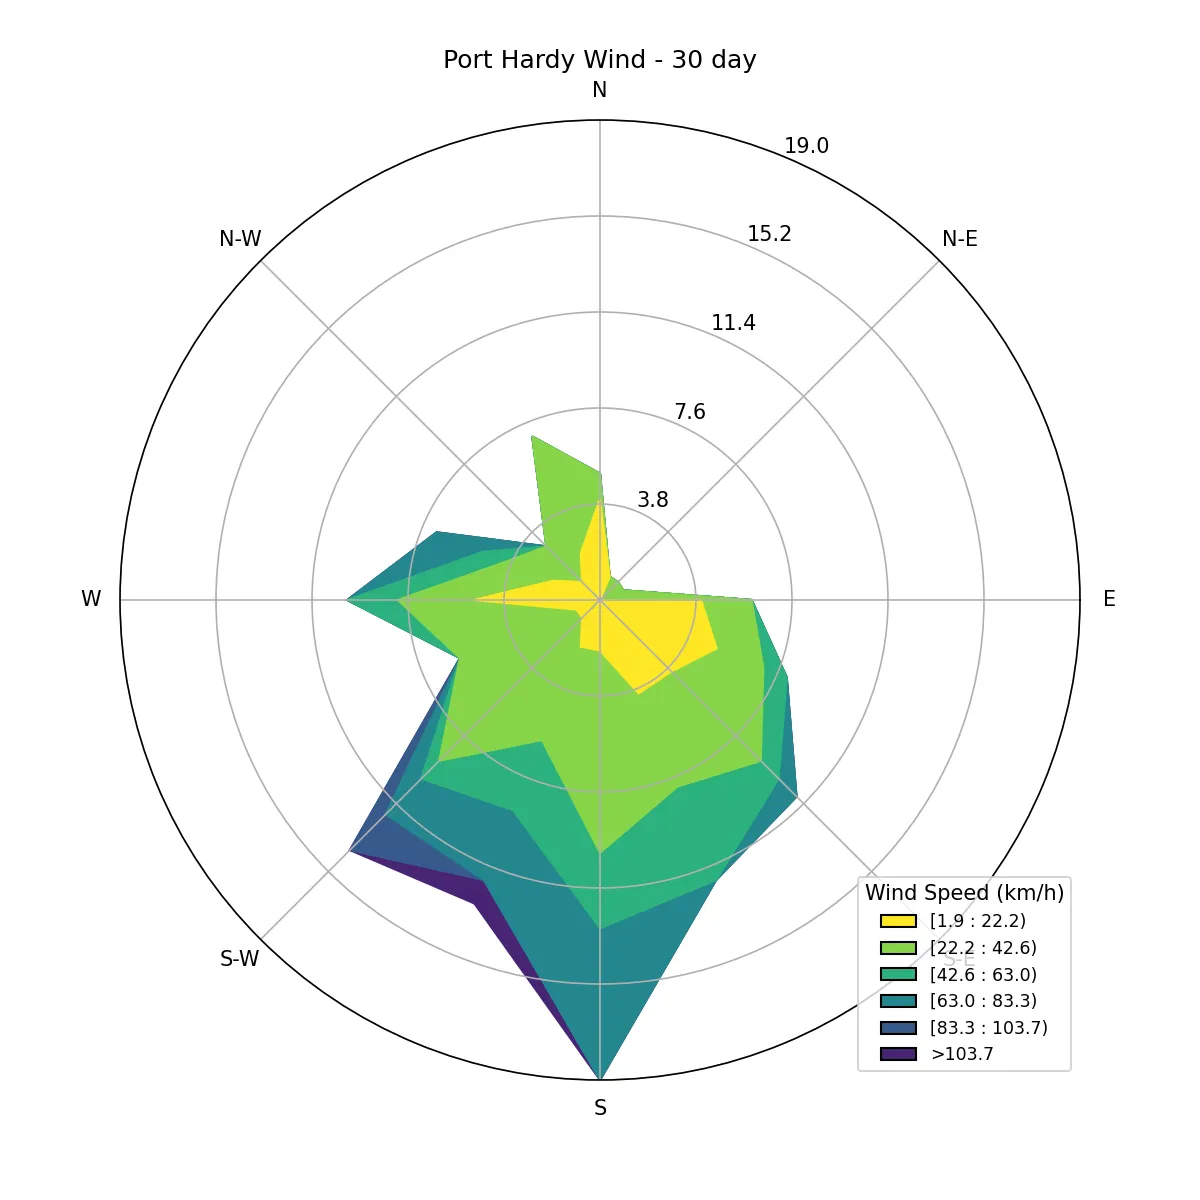 Port Hardy Wind - 30 day
N
19.0
15.2
N-W
N-E
11.4
7.6
3.8
W
E
Wind Speed (km/h)
[1.9 : 22.2)
[22.2 : 42.6)
S-W
S-E
[42.6 : 63.0)
[63.0 : 83.3)
[83.3 : 103.7)
>103.7
S